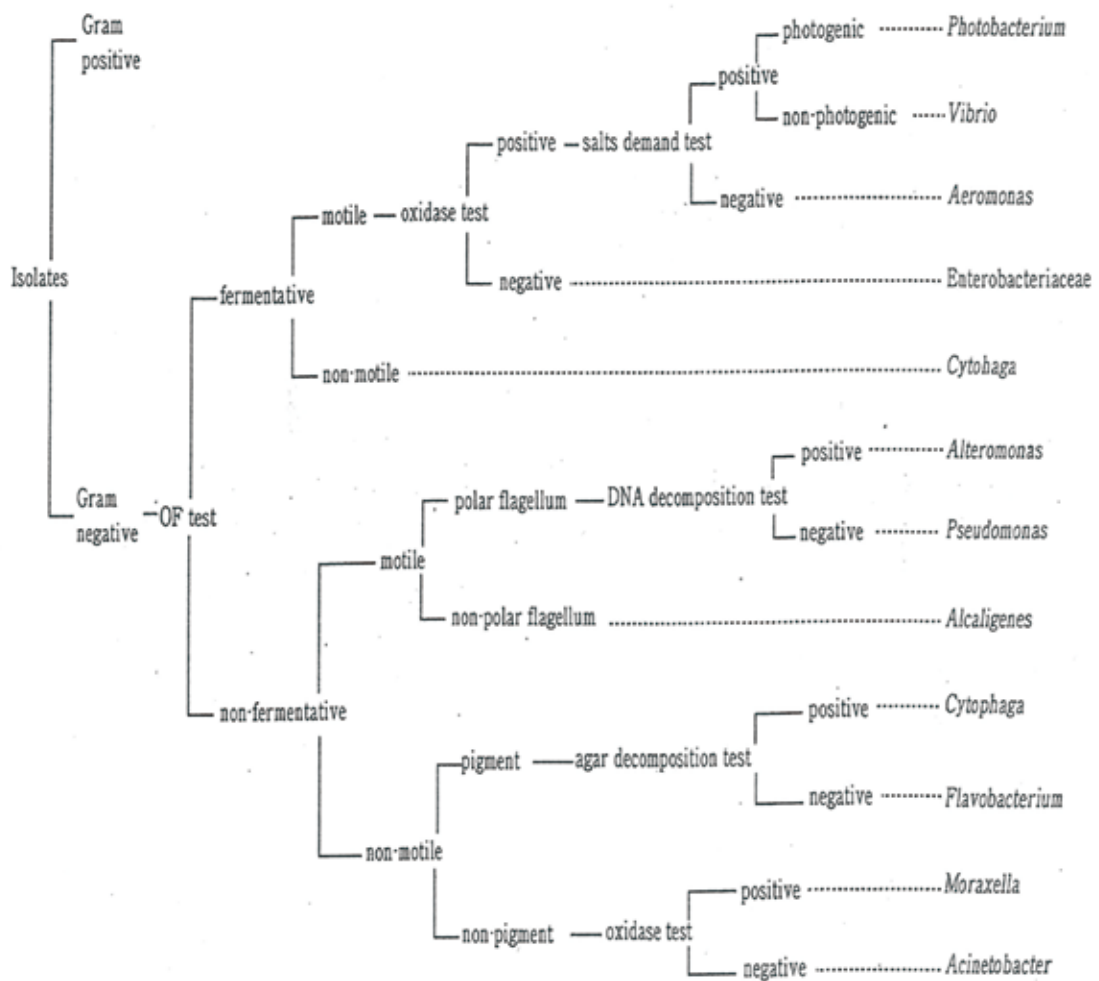 Gram
positive
photogenic Photobacterium
positive
non-photogenic Vibrio
positive salts demand test
negative Aeromonas
motile oxidase test
Isolates
fermentative
negative Enterobacteriaceae
non-motile Cytohaga
positive Alteromonas
polar flagellum DNA decomposition test
Gram
negative OF test
negative Pseudomonas
motile
non-polar flagellum Alcaligenes
non-fermentative
positive Cytophaga
pigment agar decomposition test
negative Flavobacterium
non-motile
positive Moraxella
non-pigment oxidase test
negative Acinetobacter